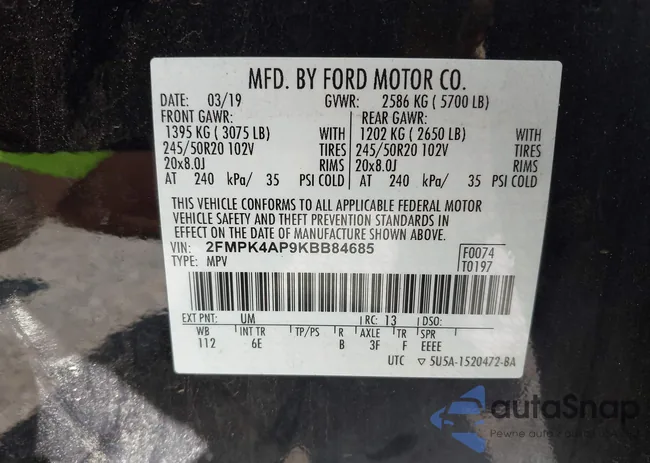 MFD. BY FORD MOTOR CO.
DATE: 03/19 GVWR: 2586 KG ( 5700 LB)
FRONT GAWR: REAR GAWR:
1395 KG ( 3075 LB) WITH 1202 KG ( 2650 LB) WITH
245/50R20 102V TIRES 245/50R20 102V TIRES
20x8.0J RIMS 20x8.0J RIMS
AT 240 kPa/ 35 PSI COLD AT 240 kPa/ 35 PSI COLD
THIS VEHICLE CONFORMS TO ALL APPLICABLE FEDERAL MOTOR
VEHICLE SAFETY AND THEFT PREVENTION STANDARDS IN
EFFECT ON THE DATE OF MANUFACTURE SHOWN ABOVE.
VIN: 2FMPK4AP9KBB84685 F0074
TYPE: MPV T0197
EXT PNT: UM RC: 13 DSO:
WB INT TR TP/PS R AXLE TR SPR
112 6E B 3F F EEEE
UTC ▽ 5U5A-1520472-BA
autaSnap
Pewne auto z autaSnap